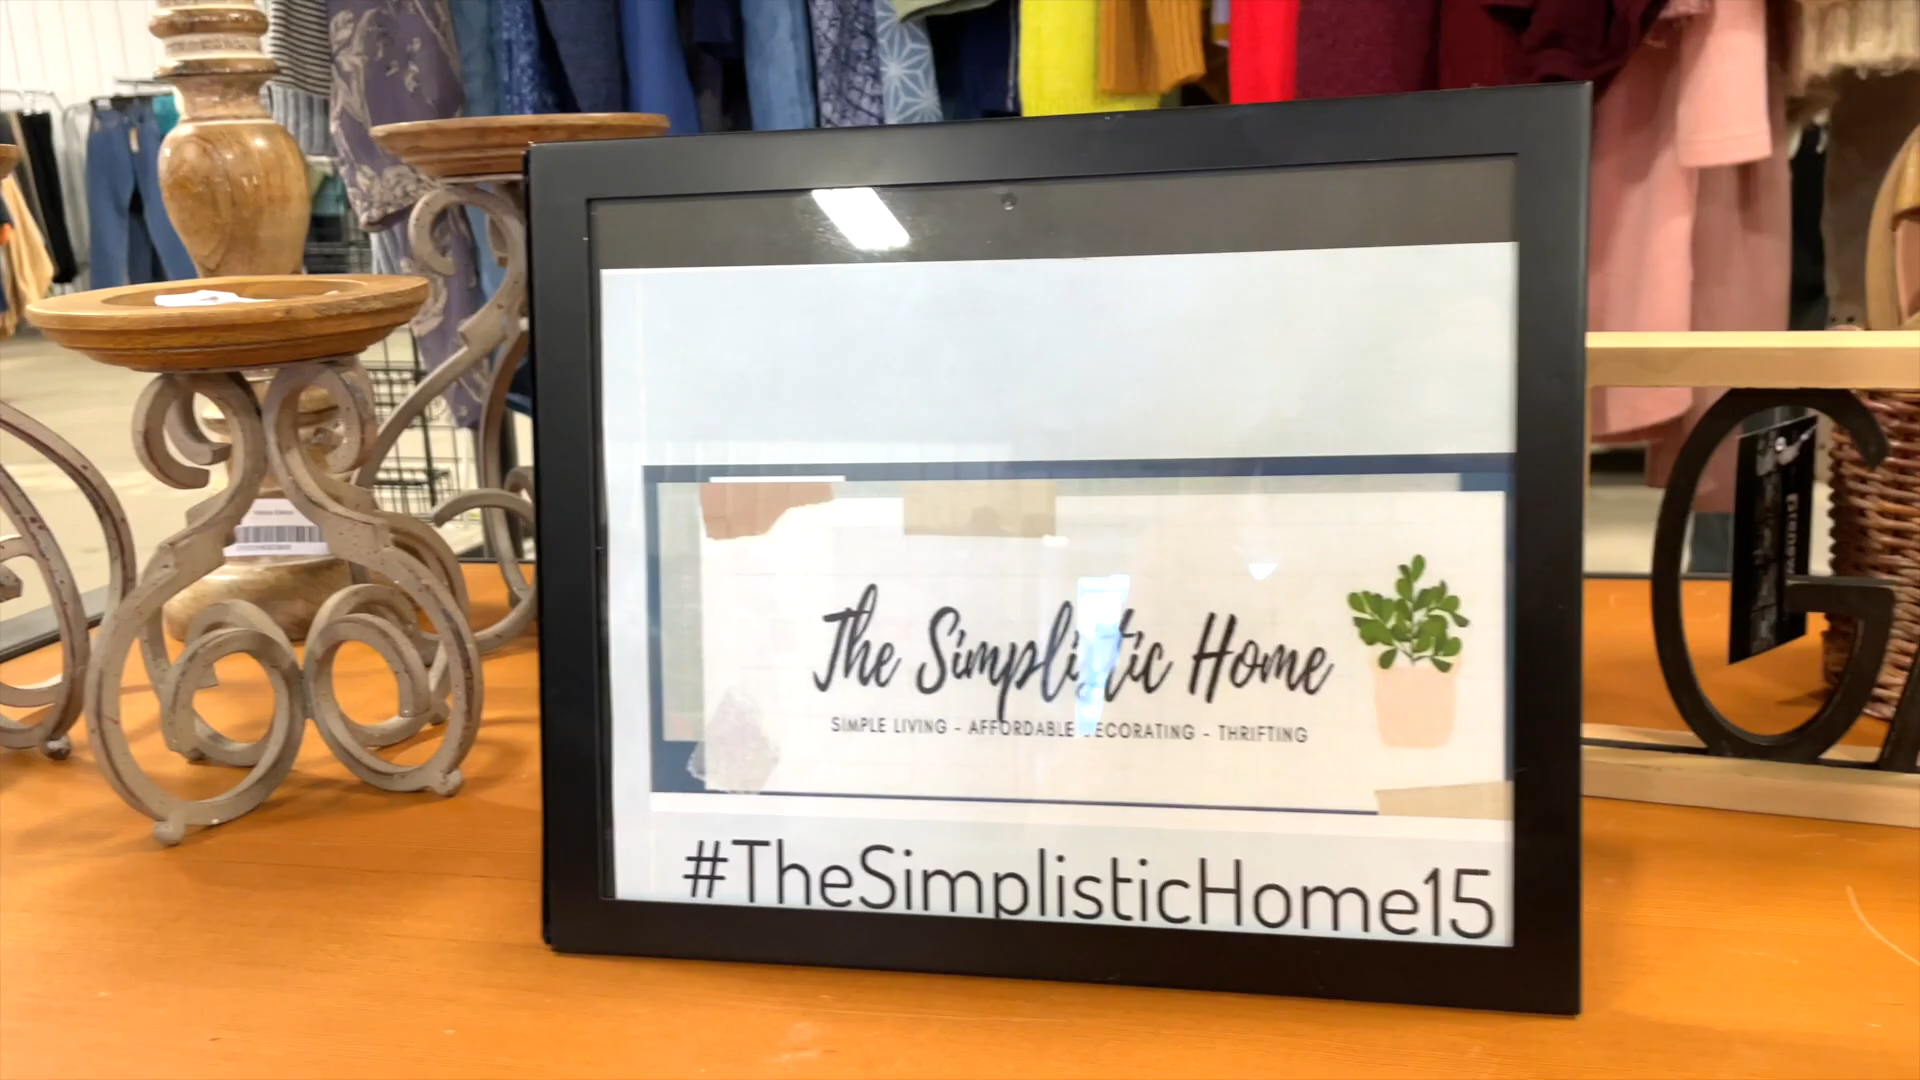 The Simplistic Home
SIMPLE LIVING - AFFORDABLE DECORATING - THRIFTING
#TheSimplisticHome15
G